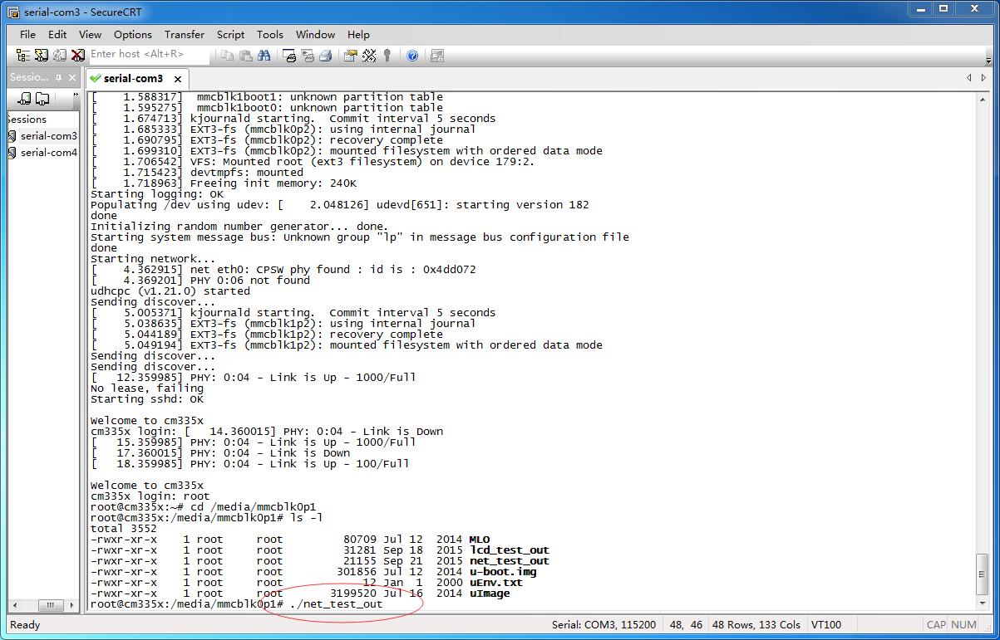 serial-com3 - SecureCRT
File Edit View Options Transfer Script Tools Window Help
Enter host <Alt+R>
Sessio...
serial-com3
essions
serial-com3
serial-com4
[    1.588317]  mmcblk1boot1: unknown partition table
[    1.595275]  mmcblk1boot0: unknown partition table
[    1.674713] kjournald starting.  Commit interval 5 seconds
[    1.685333] EXT3-fs (mmcblk0p2): using internal journal
[    1.690795] EXT3-fs (mmcblk0p2): recovery complete
[    1.699310] EXT3-fs (mmcblk0p2): mounted filesystem with ordered data mode
[    1.706542] VFS: Mounted root (ext3 filesystem) on device 179:2.
[    1.715423] devtmpfs: mounted
[    1.718963] Freeing init memory: 240K
Starting logging: OK
Populating /dev using udev: [    2.048126] udevd[651]: starting version 182
done
Initializing random number generator... done.
Starting system message bus: Unknown group "lp" in message bus configuration file
done
Starting network...
[    4.362915] net eth0: CPSW phy found : id is : 0x4dd072
[    4.369201] PHY 0:06 not found
udhcpc (v1.21.0) started
Sending discover...
[    5.005371] kjournald starting.  Commit interval 5 seconds
[    5.038635] EXT3-fs (mmcblk1p2): using internal journal
[    5.044189] EXT3-fs (mmcblk1p2): recovery complete
[    5.049194] EXT3-fs (mmcblk1p2): mounted filesystem with ordered data mode
Sending discover...
Sending discover...
[   12.359985] PHY: 0:04 - Link is Up - 1000/Full
No lease, failing
Starting sshd: OK
Welcome to cm335x
cm335x login: [   14.360015] PHY: 0:04 - Link is Down
[   15.359985] PHY: 0:04 - Link is Up - 1000/Full
[   17.360015] PHY: 0:04 - Link is Down
[   18.359985] PHY: 0:04 - Link is Up - 100/Full
Welcome to cm335x
cm335x login: root
root@cm335x:~# cd /media/mmcblk0p1
root@cm335x:/media/mmcblk0p1# ls -l
total 3552
-rwxr-xr-x    1 root     root         80709 Jul 12  2014 MLO
-rwxr-xr-x    1 root     root         31281 Sep 18  2015 lcd_test_out
-rwxr-xr-x    1 root     root         21155 Sep 21  2015 net_test_out
-rwxr-xr-x    1 root     root        301856 Jul 12  2014 u-boot.img
-rwxr-xr-x    1 root     root            12 Jan  1  2000 uEnv.txt
-rwxr-xr-x    1 root     root       3199520 Jul 16  2014 uImage
root@cm335x:/media/mmcblk0p1# ./net_test_out
Ready Serial: COM3, 115200 48, 46 48 Rows, 133 Cols VT100 CAP NUM